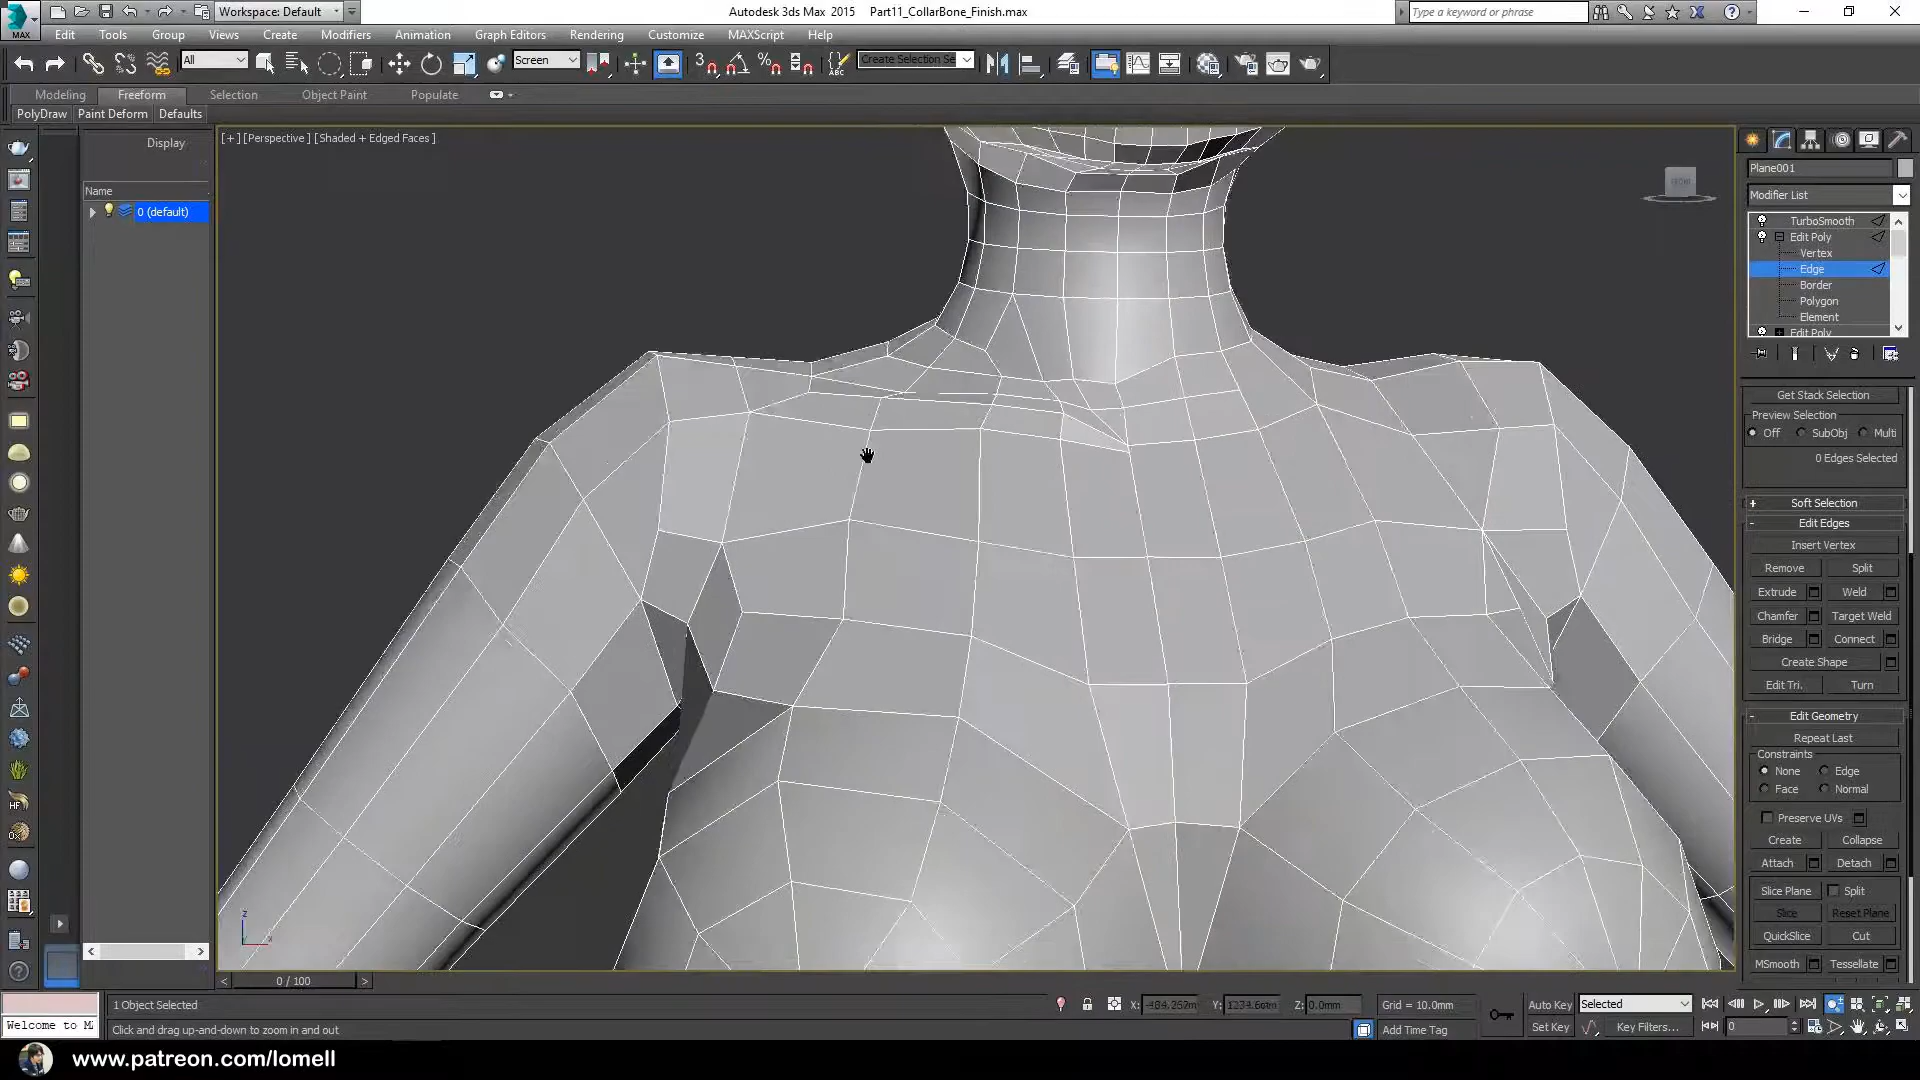 Workspace: Default
Autodesk 3ds Max 2015 Part11_CollarBone_Finish.max
Type a keyword or phrase
MAX
Edit Tools Group Views Create Modifiers Animation Graph Editors Rendering Customize MAXScript Help
All
Screen
Create Selection Se
Modeling Freeform Selection Object Paint Populate
PolyDraw Paint Deform Defaults
Display
Name
0 (default)
[+][Perspective][Shaded + Edged Faces]
FRONT
Plane001
Modifier List
TurboSmooth
Edit Poly
Vertex
Edge
Border
Polygon
Element
Edit Poly
Get Stack Selection
Preview Selection
Off SubObj Multi
0 Edges Selected
+ Soft Selection
- Edit Edges
Insert Vertex
Remove Split
Extrude Weld
Chamfer Target Weld
Bridge Connect
Create Shape
Edit Tri. Turn
- Edit Geometry
Repeat Last
Constraints
None Edge
Face Normal
Preserve UVs
Create Collapse
Attach Detach
Slice Plane Split
Slice Reset Plane
QuickSlice Cut
MSmooth Tessellate
z
x
0 / 100
1 Object Selected
X: -484.252m Y: Z: 0.0mm Grid = 10.0mm
Auto Key Selected
Welcome to M
Click and drag up-and-down to zoom in and out
Add Time Tag
Set Key Key Filters...
0
www.patreon.com/lomell